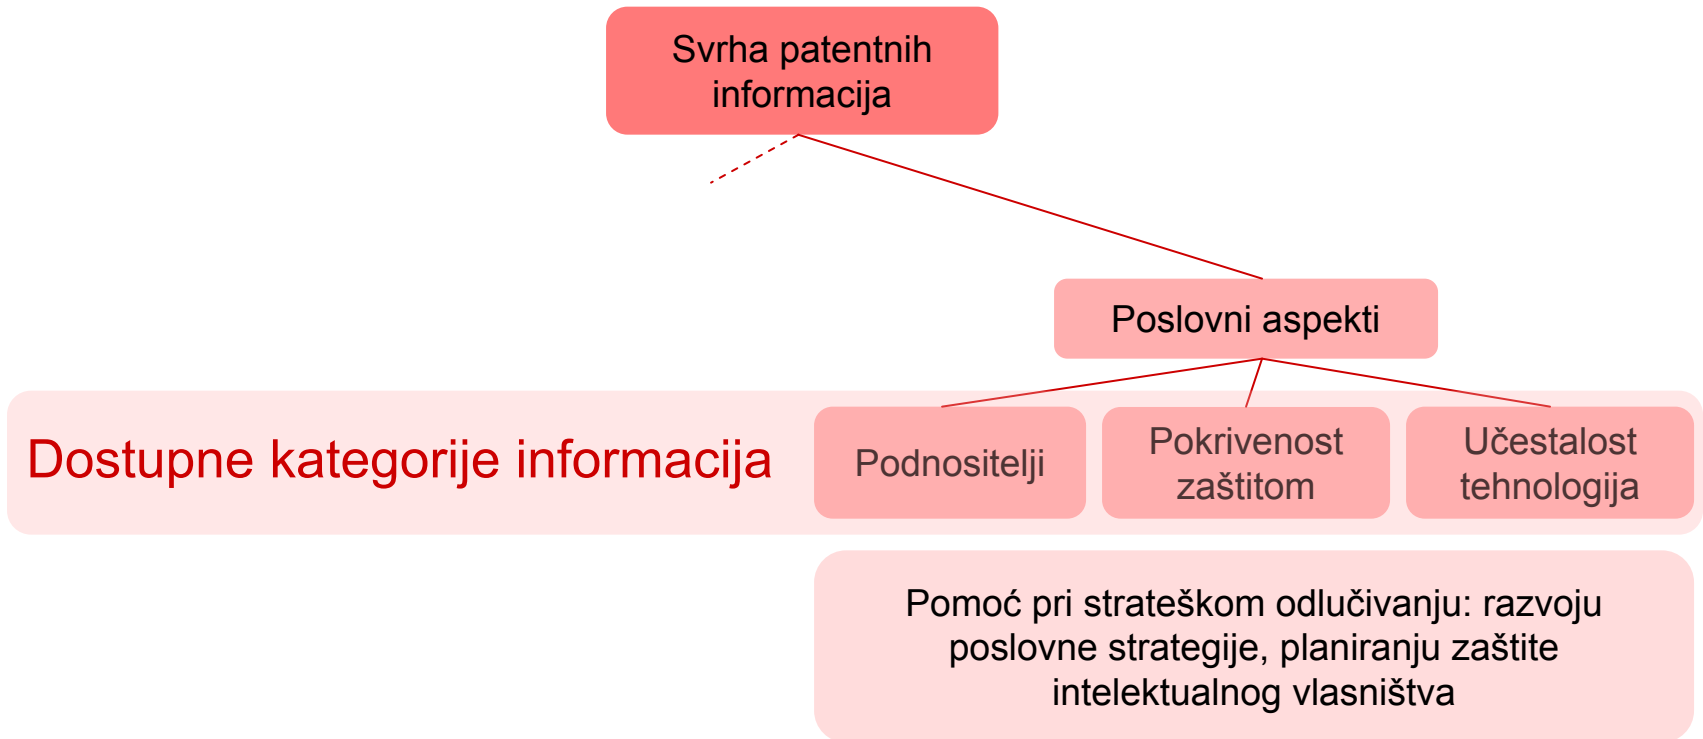 Svrha patentnih
informacija
Poslovni aspekti
Dostupne kategorije informacija
Podnositelji
Pokrivenost
zaštitom
Učestalost
tehnologija
Pomoć pri strateškom odlučivanju: razvoju
poslovne strategije, planiranju zaštite
intelektualnog vlasništva